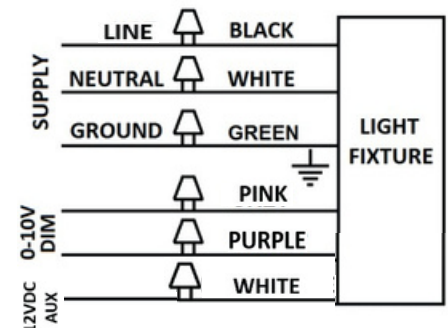 SUPPLY
LINE BLACK
NEUTRAL WHITE
GROUND GREEN
LIGHT
FIXTURE
0-10V
DIM
PINK
PURPLE
12VDC
AUX
WHITE